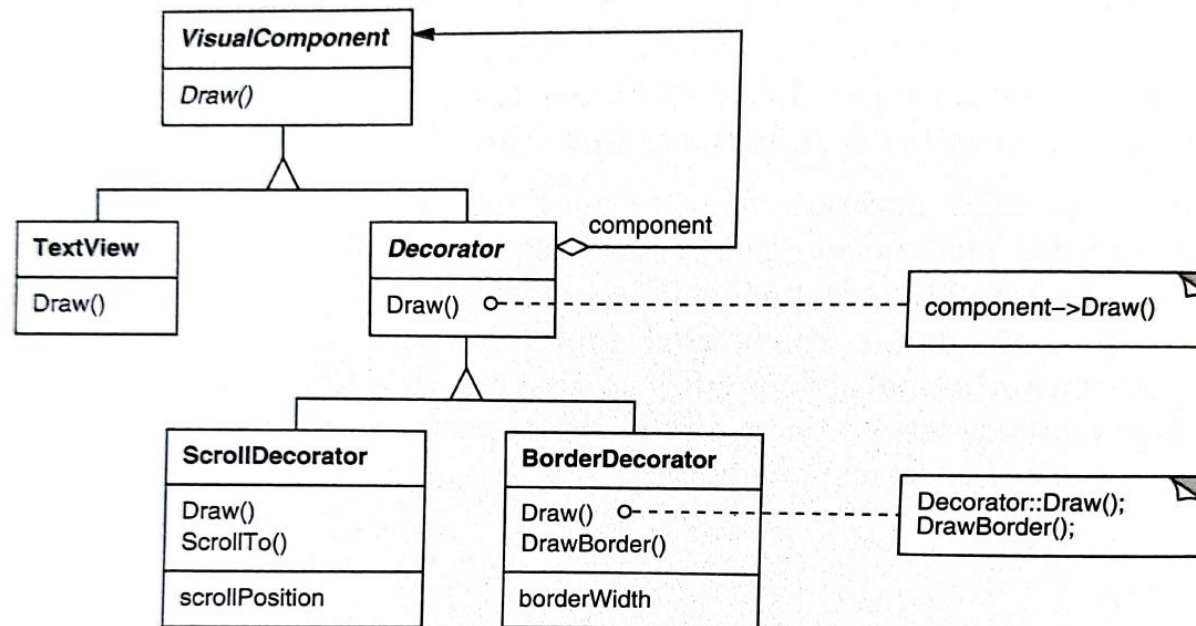 VisualComponent
Draw()
TextView
Draw()
Decorator
Draw()
component
component–>Draw()
ScrollDecorator
Draw()
ScrollTo()
scrollPosition
BorderDecorator
Draw()
DrawBorder()
borderWidth
Decorator::Draw();
DrawBorder();